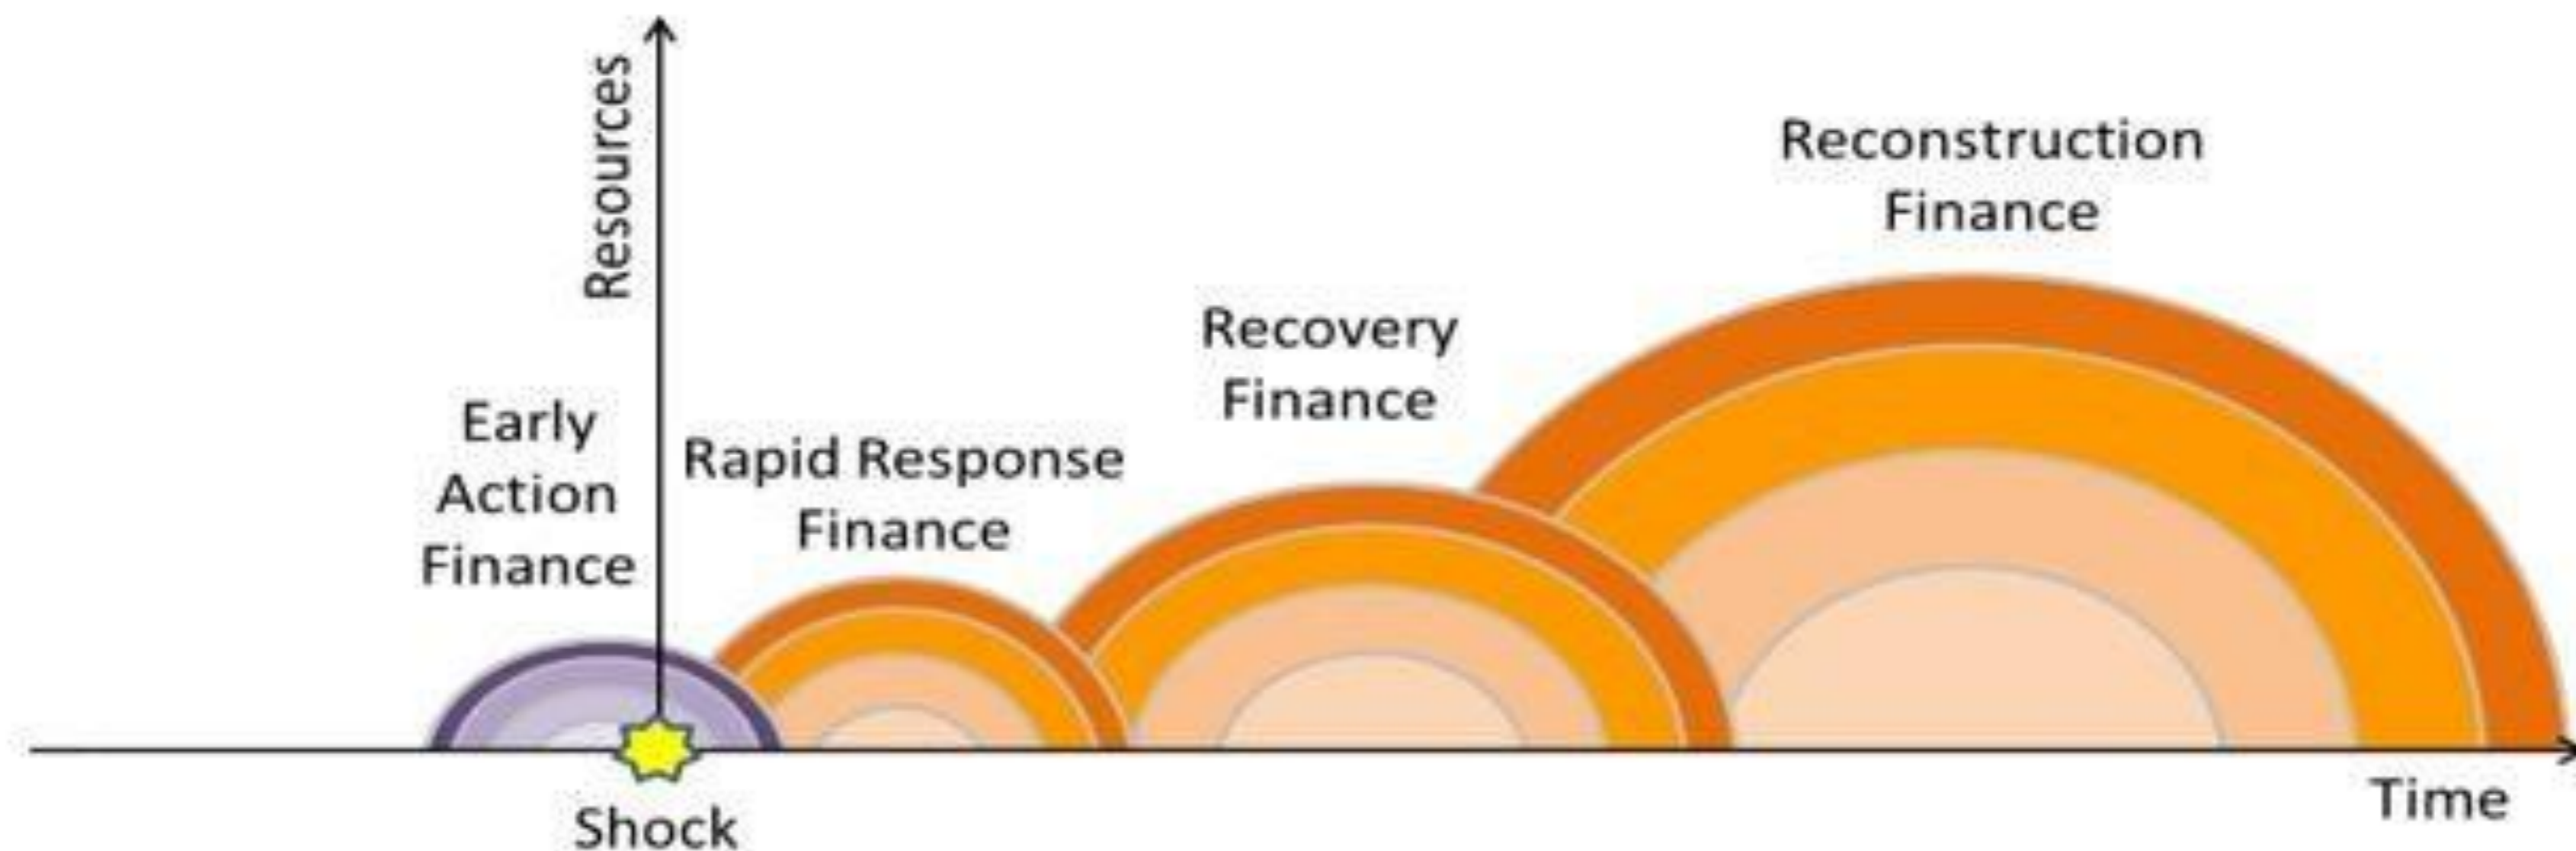 Resources
Early
Action
Finance
Rapid Response
Finance
Recovery
Finance
Reconstruction
Finance
Shock
Time